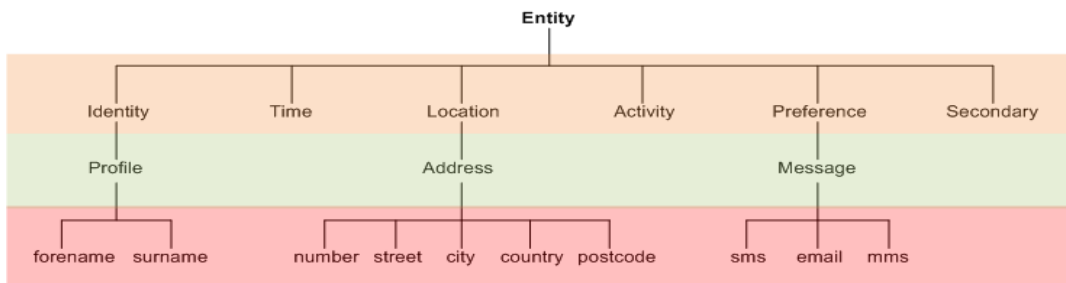 Entity
Identity Time Location Activity Preference Secondary
Profile Address Message
forename surname number street city country postcode sms email mms